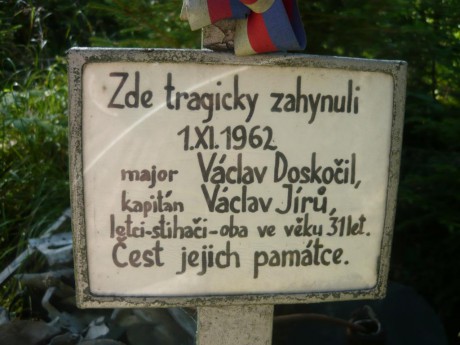 Zde tragicky zahynuli
1.XI.1962
major Václav Doskočil,
kapitán Václav Jírů,
letci-stihači-oba ve věku 31 let.
Čest jejich památce.